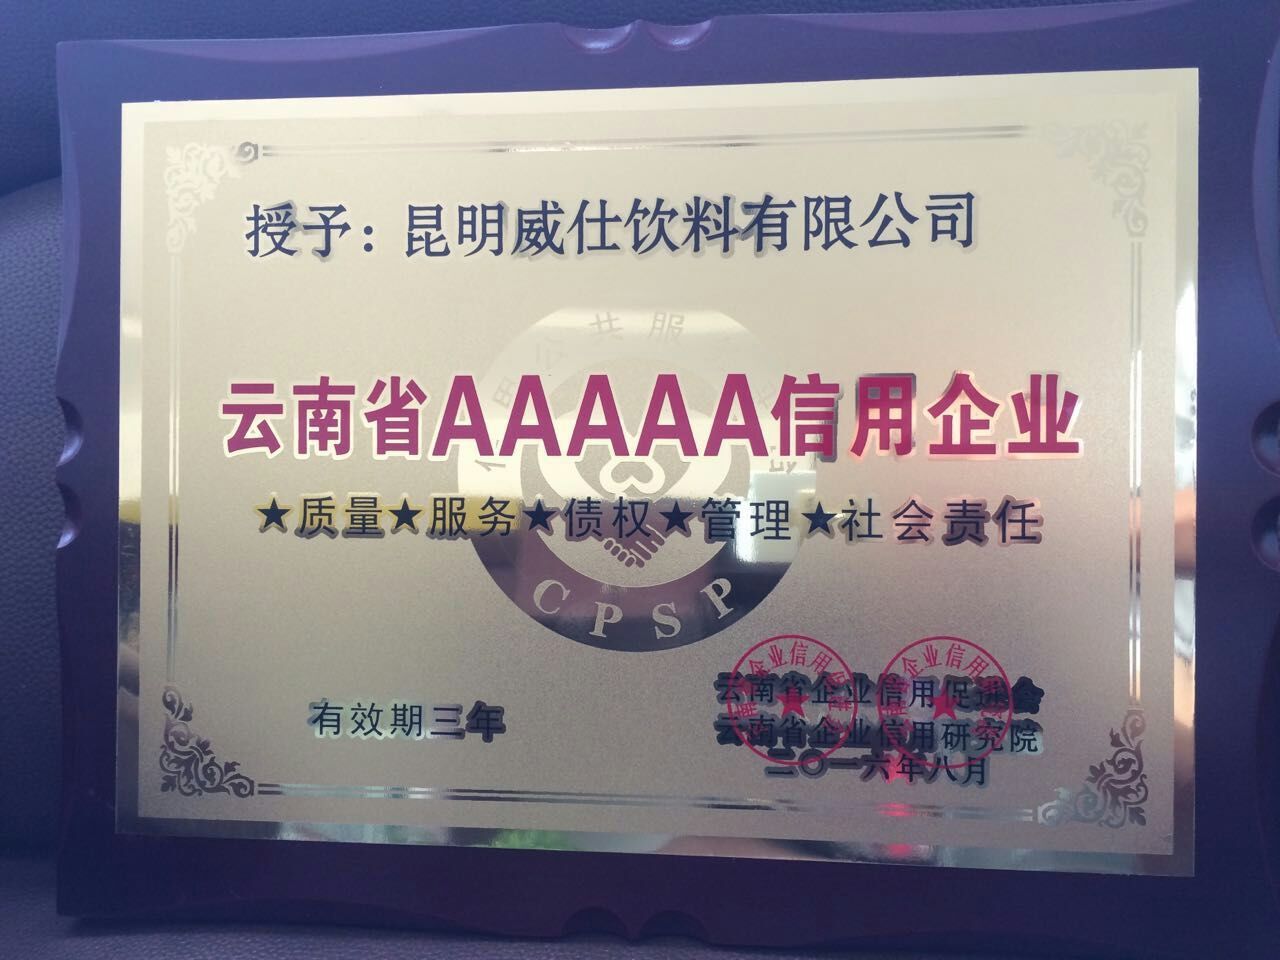 授予：昆明威仕饮料有限公司
公共服
云南省AAAAA信用企业
★质量★服务★债权★管理★社会责任
CPSP
有效期三年
云南省企业信用促进会
云南省企业信用研究院
二〇一六年八月